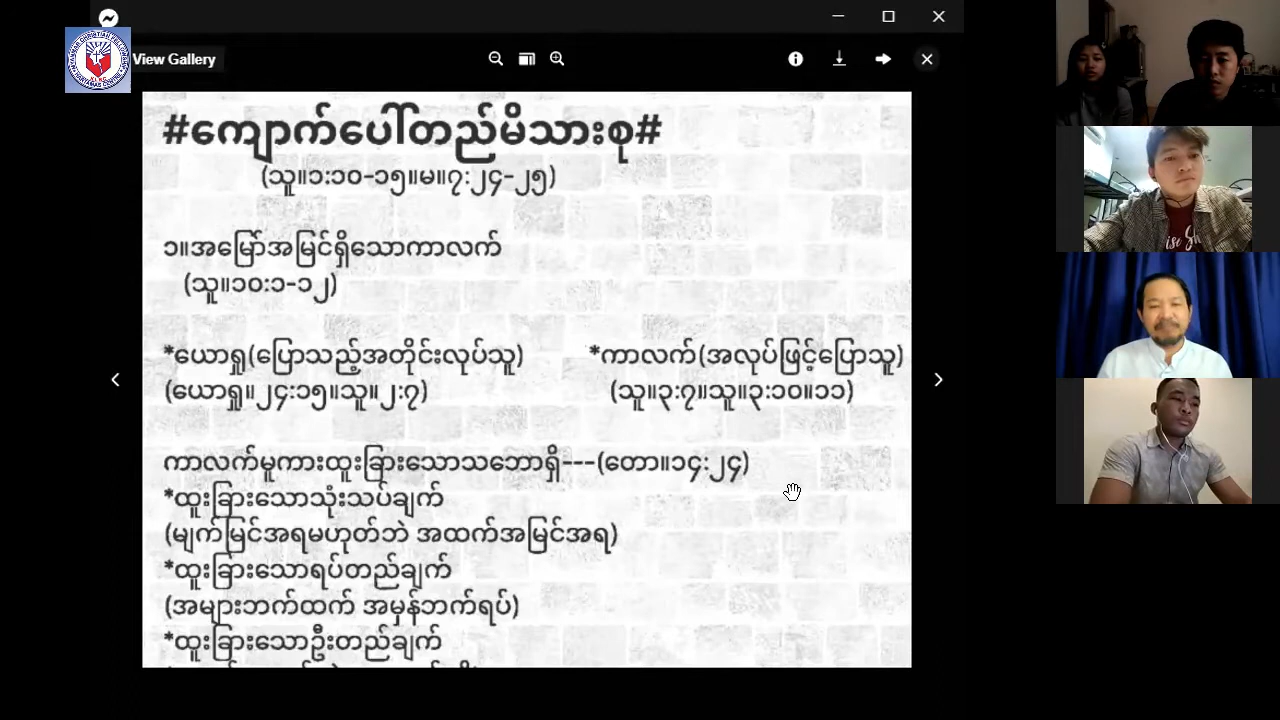 View Gallery
#ကျောက်ပေါ်တည်မိသားစု#
(သူ။၁:၁၀-၁၅။မ။၇:၂၄-၂၅)
၁။အမြော်အမြင်ရှိသောကာလက်
(သူ။၁၀:၁-၁၂)
*ယောရှု(ပြောသည့်အတိုင်းလုပ်သူ) *ကာလက်(အလုပ်ဖြင့်ပြောသူ)
(ယောရှု။၂၄:၁၅။သူ။၂:၇) (သူ။၃:၇။သူ။၃:၁၀။၁၁)
ကာလက်မူကားထူးခြားသောသဘောရှိ---(တော။၁၄:၂၄)
*ထူးခြားသောသုံးသပ်ချက်
(မျက်မြင်အရမဟုတ်ဘဲ အထက်အမြင်အရ)
*ထူးခြားသောရပ်တည်ချက်
(အများဘက်ထက် အမှန်ဘက်ရပ်)
*ထူးခြားသောဦးတည်ချက်